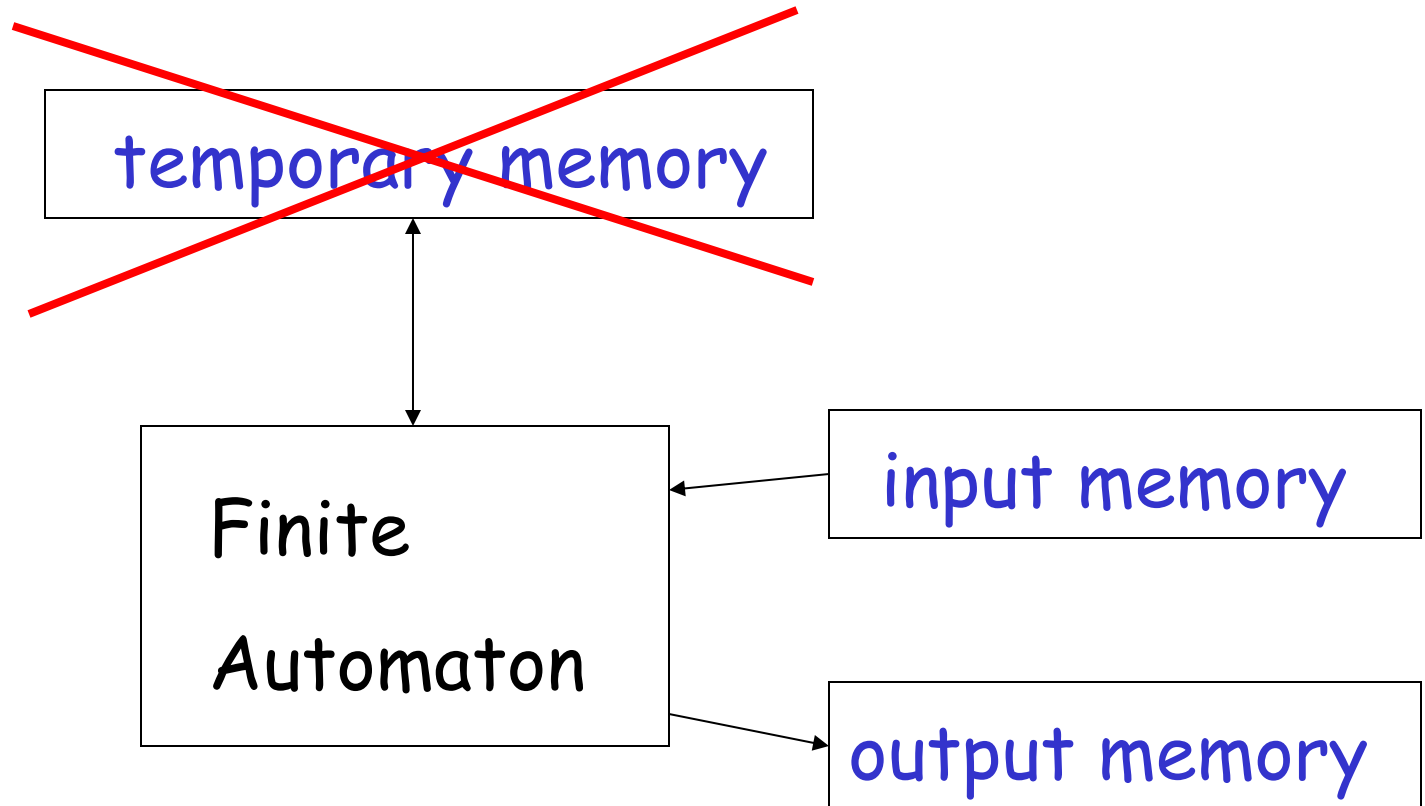 temporary memory
input memory
Finite
Automaton
output memory